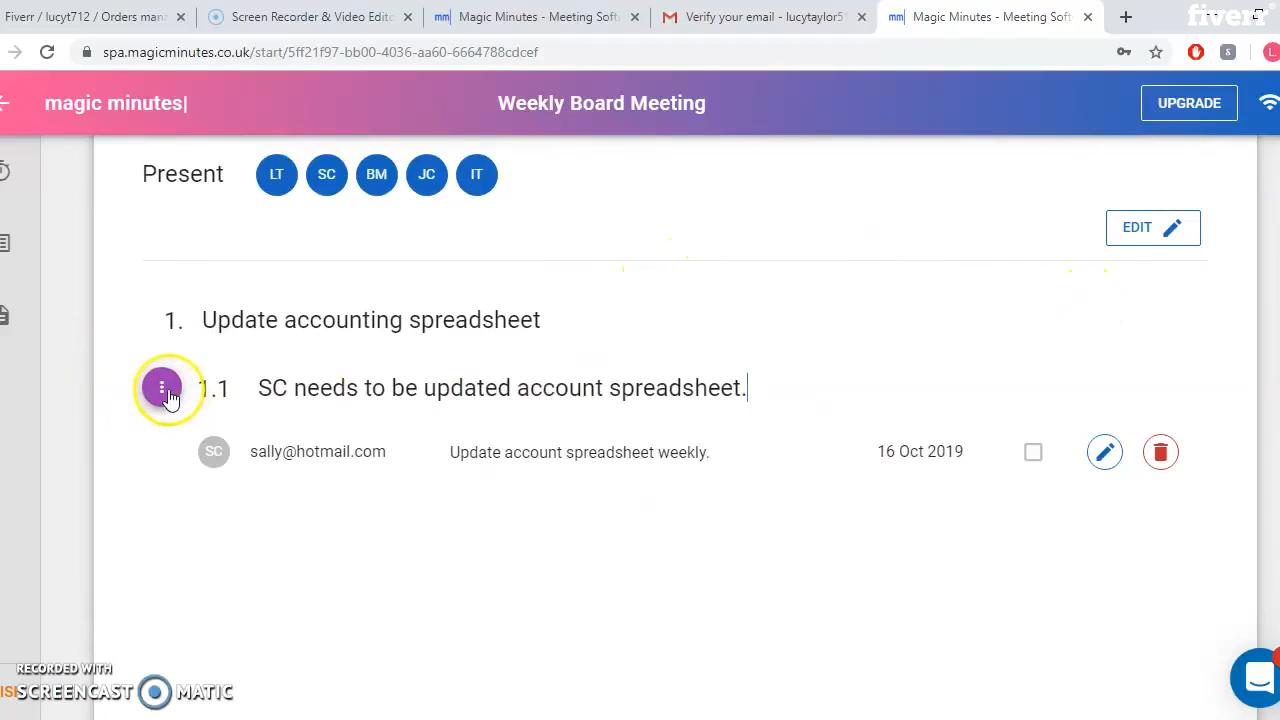 Fiverr / lucyt712 / Orders mana
Screen Recorder & Video Edito
mm| Magic Minutes - Meeting Soft
Verify your email - lucytaylor5
mm| Magic Minutes - Meeting Soft
fiverr
spa.magicminutes.co.uk/start/5ff21f97-bb00-4036-aa60-6664788cdcef
magic minutes|
Weekly Board Meeting
UPGRADE
Present LT SC BM JC IT
EDIT
1. Update accounting spreadsheet
1.1 SC needs to be updated account spreadsheet.
SC sally@hotmail.com Update account spreadsheet weekly. 16 Oct 2019
RECORDED WITH
SCREENCAST MATIC